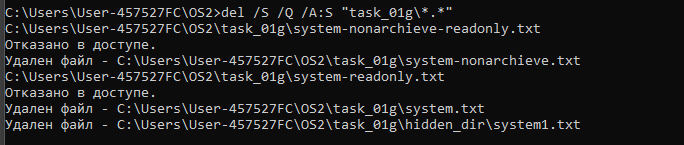 C:\Users\User-457527FC\OS2>del /S /Q /A:S "task_01g\*.*"
C:\Users\User-457527FC\OS2\task_01g\system-nonarchieve-readonly.txt
Отказано в доступе.
Удален файл - C:\Users\User-457527FC\OS2\task_01g\system-nonarchieve.txt
C:\Users\User-457527FC\OS2\task_01g\system-readonly.txt
Отказано в доступе.
Удален файл - C:\Users\User-457527FC\OS2\task_01g\system.txt
Удален файл - C:\Users\User-457527FC\OS2\task_01g\hidden_dir\system1.txt